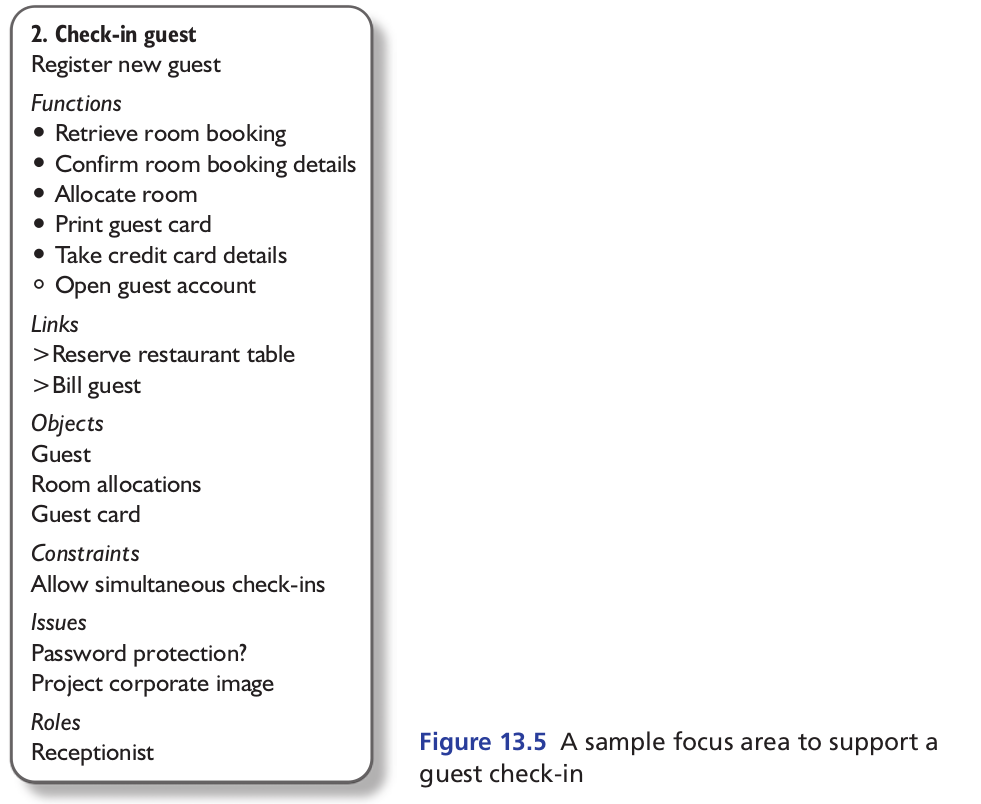 2. Check-in guest
Register new guest
Functions
• Retrieve room booking
• Confirm room booking details
• Allocate room
• Print guest card
• Take credit card details
◦ Open guest account
Links
>Reserve restaurant table
>Bill guest
Objects
Guest
Room allocations
Guest card
Constraints
Allow simultaneous check-ins
Issues
Password protection?
Project corporate image
Roles
Receptionist
Figure 13.5 A sample focus area to support a
guest check-in